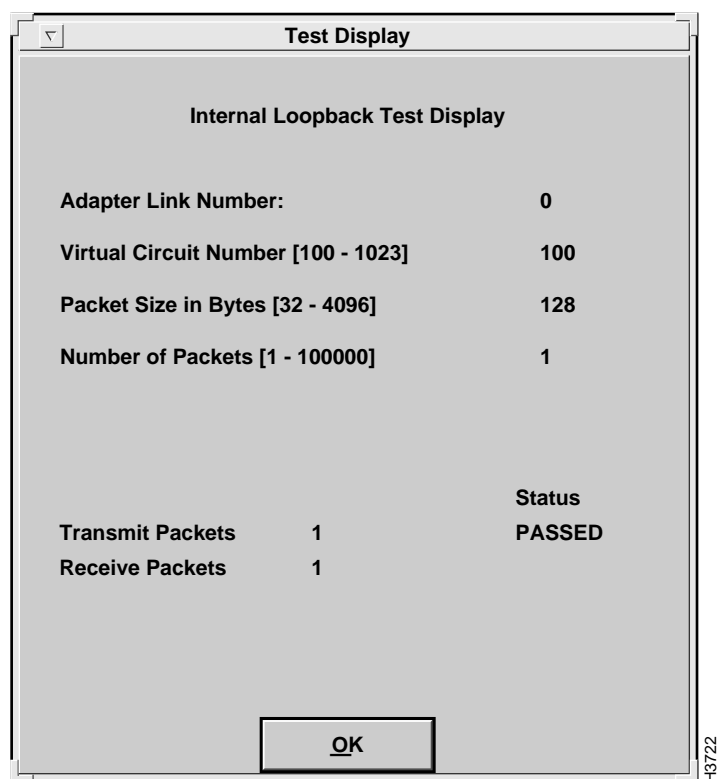 Test Display
Internal Loopback Test Display
Adapter Link Number: 0
Virtual Circuit Number [100 - 1023] 100
Packet Size in Bytes [32 - 4096] 128
Number of Packets [1 - 100000] 1
Status
Transmit Packets 1 PASSED
Receive Packets 1
OK